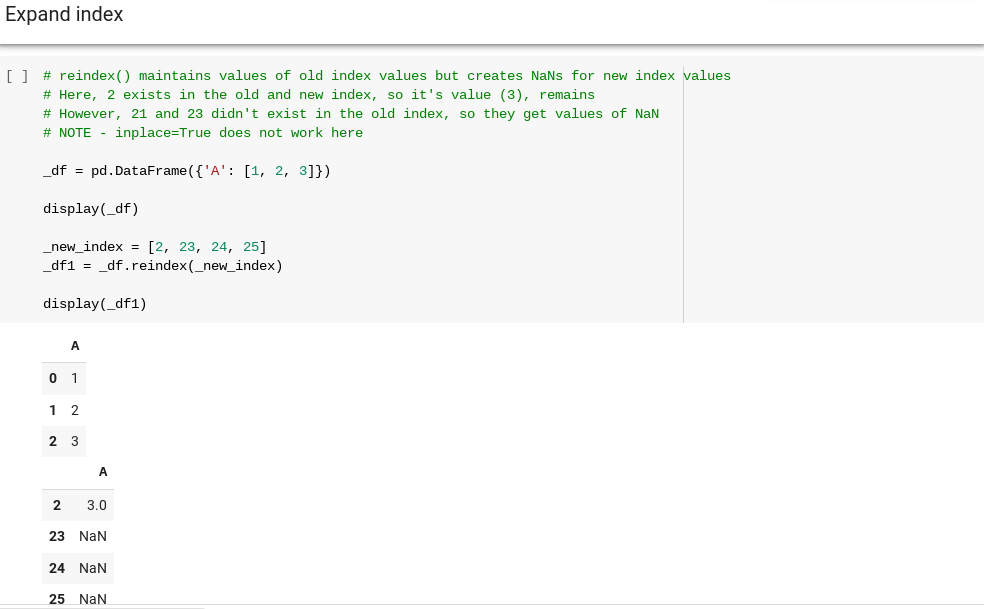 Expand index
[ ] # reindex() maintains values of old index values but creates NaNs for new index values
# Here, 2 exists in the old and new index, so it's value (3), remains
# However, 21 and 23 didn't exist in the old index, so they get values of NaN
# NOTE - inplace=True does not work here
_df = pd.DataFrame({'A': [1, 2, 3]})
display(_df)
_new_index = [2, 23, 24, 25]
_df1 = _df.reindex(_new_index)
display(_df1)
A
0 1
1 2
2 3
A
2 3.0
23 NaN
24 NaN
25 NaN